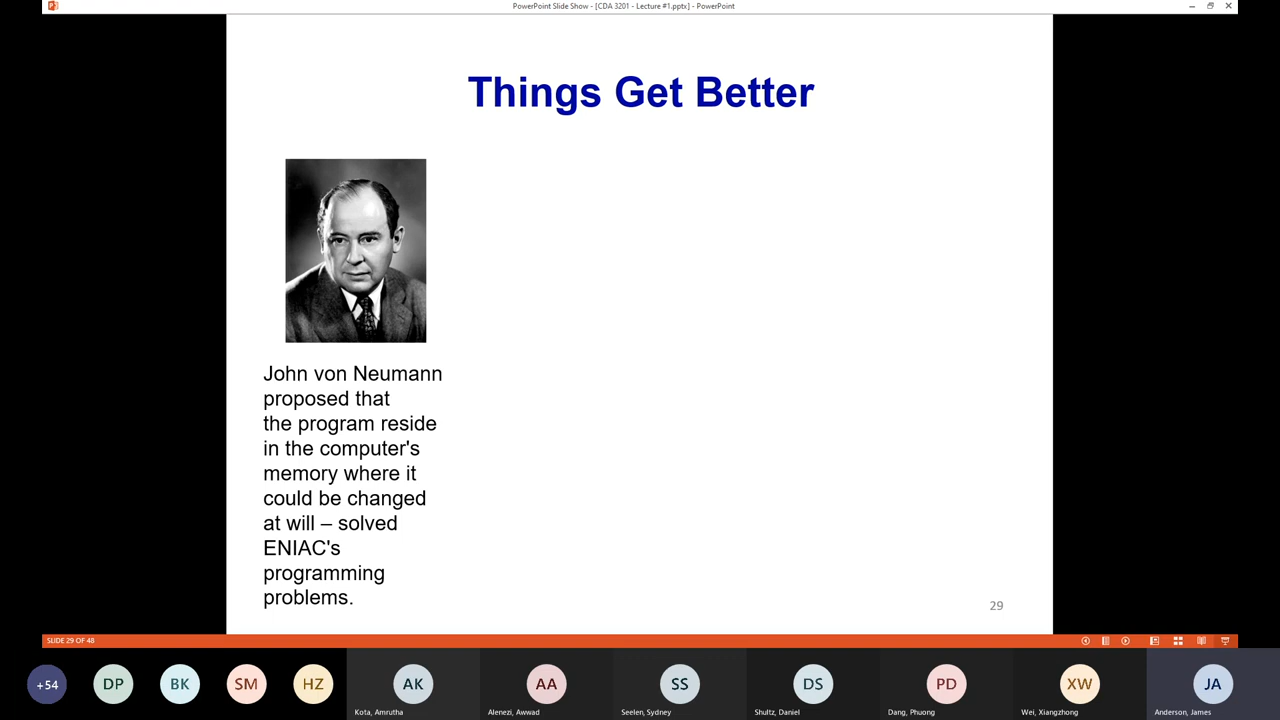 PowerPoint Slide Show - [CDA 3201 - Lecture #1.pptx] - PowerPoint
Things Get Better
John von Neumann
proposed that
the program reside
in the computer's
memory where it
could be changed
at will – solved
ENIAC's
programming
problems.
29
SLIDE 29 OF 48
+54
DP
BK
SM
HZ
AK
AA
SS
DS
PD
XW
JA
Kota, Amrutha
Alenezi, Awwad
Seelen, Sydney
Shultz, Daniel
Dang, Phuong
Wei, Xiangzhong
Anderson, James